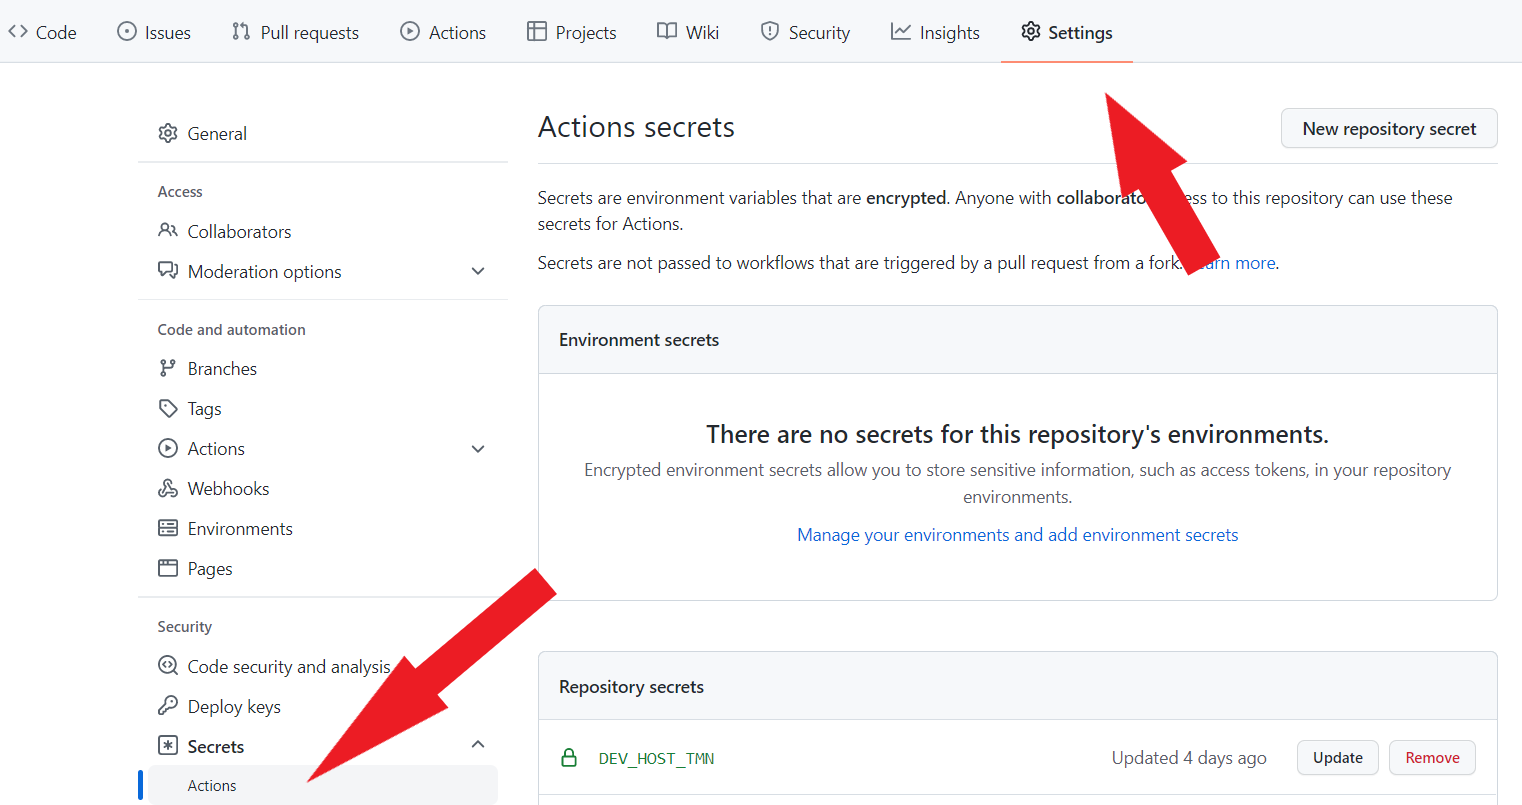 Code Issues Pull requests Actions Projects Wiki Security Insights Settings
General
Access
Collaborators
Moderation options
Code and automation
Branches
Tags
Actions
Webhooks
Environments
Pages
Security
Code security and analysis
Deploy keys
Secrets
Actions
Actions secrets
New repository secret
Secrets are environment variables that are encrypted. Anyone with to this repository can use these
secrets for Actions.
Secrets are not passed to workflows that are triggered by a pull request from a fork. more.
Environment secrets
There are no secrets for this repository's environments.
Encrypted environment secrets allow you to store sensitive information, such as access tokens, in your repository
environments.
Manage your environments and add environment secrets
Repository secrets
DEV_HOST_TMN Updated 4 days ago Update Remove